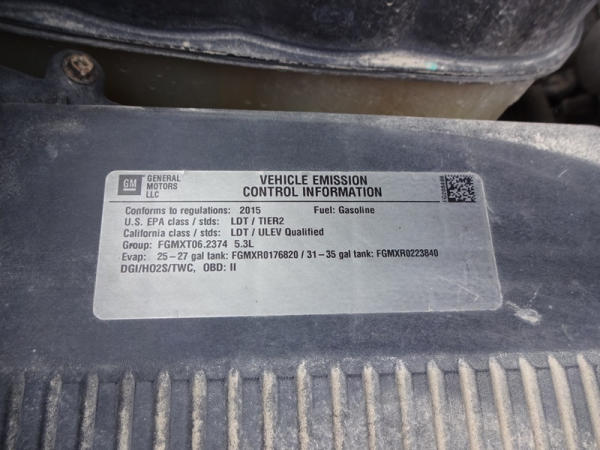 GM GENERAL MOTORS LLC
VEHICLE EMISSION
CONTROL INFORMATION
Conforms to regulations: 2015 Fuel: Gasoline
U.S. EPA class / stds: LDT / TIER2
California class / stds: LDT / ULEV Qualified
Group: FGMXT06.2374 5.3L
Evap: 25-27 gal tank: FGMXR0176820 / 31-35 gal tank: FGMXR0223840
DGI/HO2S/TWC, OBD: II